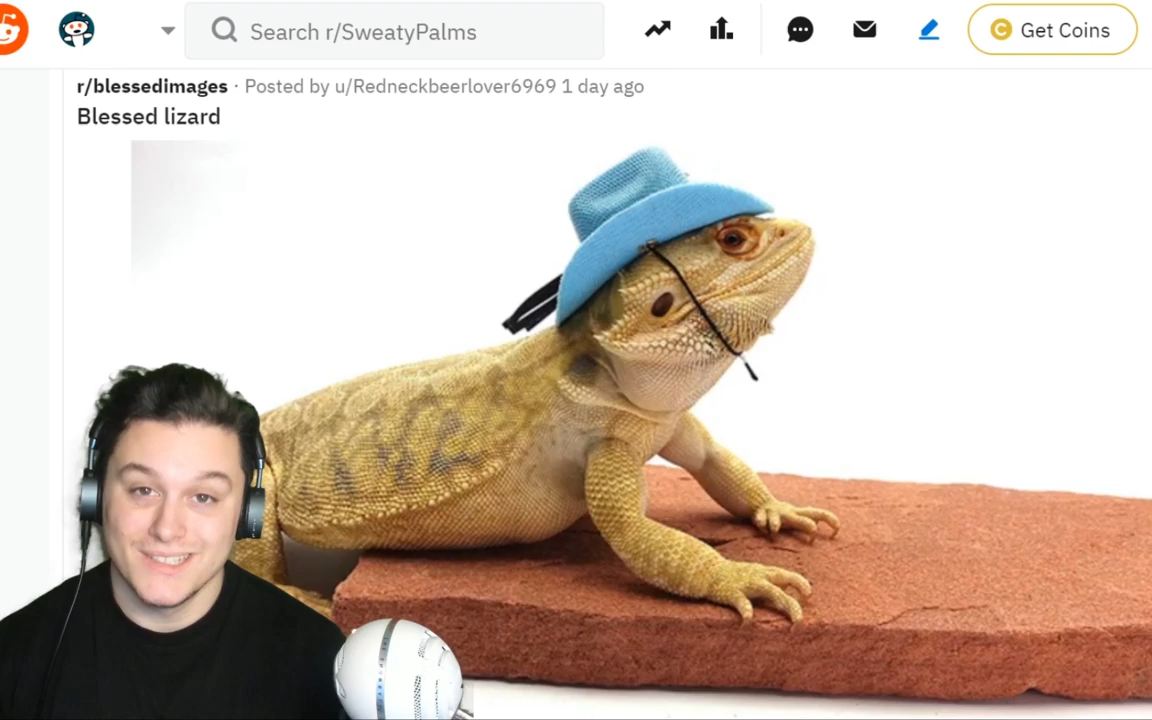 Search r/SweatyPalms
Get Coins
r/blessedimages · Posted by u/Redneckbeerlover6969 1 day ago
Blessed lizard